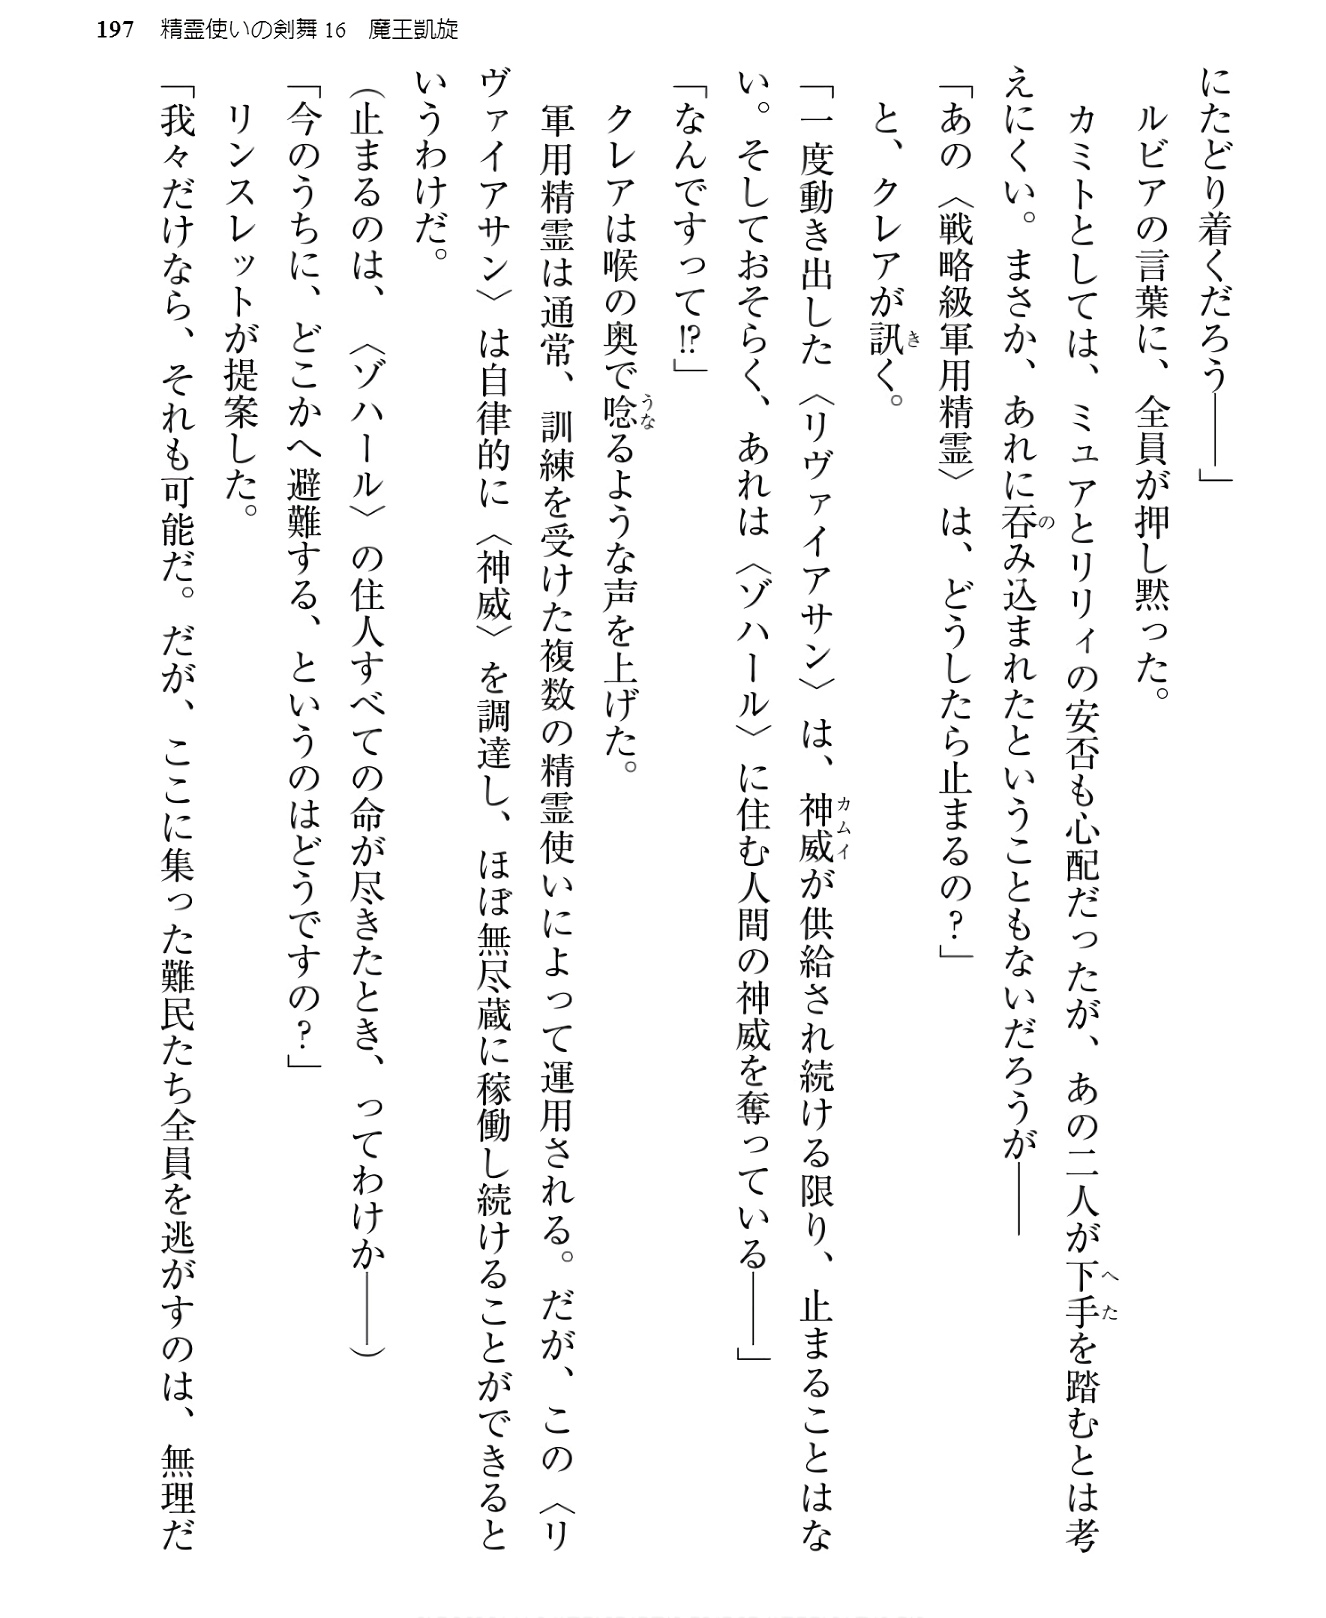 197 精霊使いの剣舞 16 魔王凱旋
にたどり着くだろう――」
ルビアの言葉に、全員が押し黙った。
カミトとしては、ミュアとリリィの安否も心配だったが、あの二人が下手を踏むとは考
えにくい。まさか、あれに呑み込まれたということもないだろうが――
「あの〈戦略級軍用精霊〉は、どうしたら止まるの?」
と、クレアが訊く。
「一度動き出した〈リヴァイアサン〉は、神威が供給され続ける限り、止まることはな
い。そしておそらく、あれは〈ゾハール〉に住む人間の神威を奪っている――」
「なんですって!?」
クレアは喉の奥で唸るような声を上げた。
軍用精霊は通常、訓練を受けた複数の精霊使いによって運用される。だが、この〈リ
ヴァイアサン〉は自律的に〈神威〉を調達し、ほぼ無尽蔵に稼働し続けることができると
いうわけだ。
(止まるのは、〈ゾハール〉の住人すべての命が尽きたとき、ってわけか――)
「今のうちに、どこかへ避難する、というのはどうですの?」
リンスレットが提案した。
「我々だけなら、それも可能だ。だが、ここに集った難民たち全員を逃がすのは、無理だ